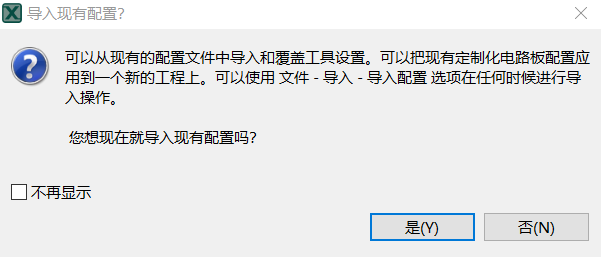 导入现有配置?
可以从现有的配置文件中导入和覆盖工具设置。可以把现有定制化电路板配置应
用到一个新的工程上。可以使用 文件 - 导入 - 导入配置 选项在任何时候进行导
入操作。
您想现在就导入现有配置吗?
不再显示
是(Y)
否(N)